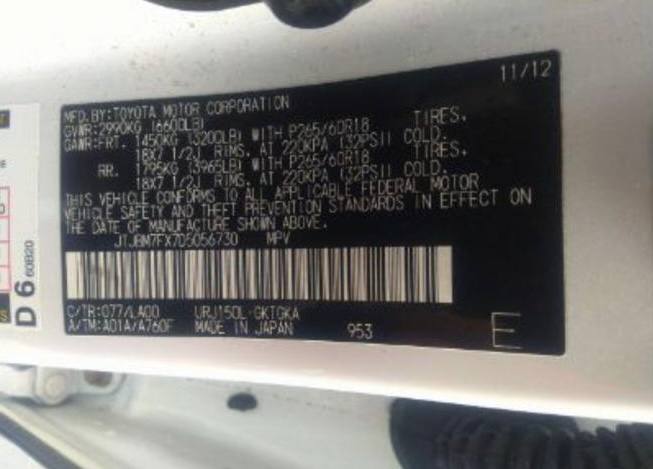 11/12
MFD.BY:TOYOTA MOTOR CORPORATION
GVWR:2990KG (6600LB)
GAWR:FRT. 1450KG (3200LB) WITH P265/60R18 TIRES.
18X7 1/2J RIMS. AT 220KPA (32PSI) COLD.
RR. 1795KG (3965LB) WITH P265/60R18 TIRES.
18X7 1/2J RIMS. AT 220KPA (32PSI) COLD.
THIS VEHICLE CONFORMS TO ALL APPLICABLE FEDERAL MOTOR
VEHICLE SAFETY AND THEFT PREVENTION STANDARDS IN EFFECT ON
THE DATE OF MANUFACTURE SHOWN ABOVE.
JTJBM7FX7D5056730 MPV
C/TR:077/LA00 URJ150L-GKTGKA
A/TM:A01A/A760F MADE IN JAPAN 953
E
D 6 60B20